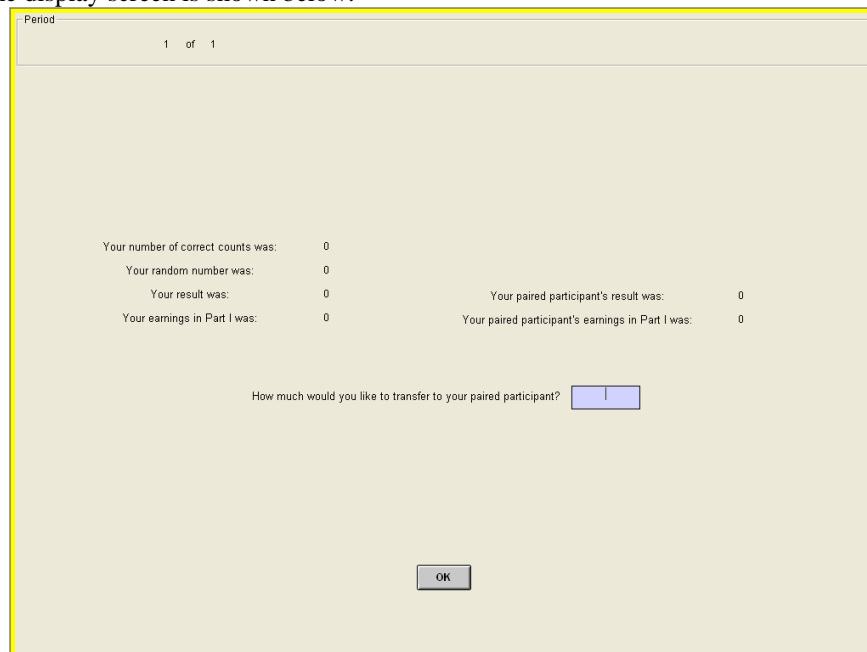 Period
1 of 1
Your number of correct counts was: 0
Your random number was: 0
Your result was: 0 Your paired participant's result was: 0
Your earnings in Part I was: 0 Your paired participant's earnings in Part I was: 0
How much would you like to transfer to your paired participant?
OK